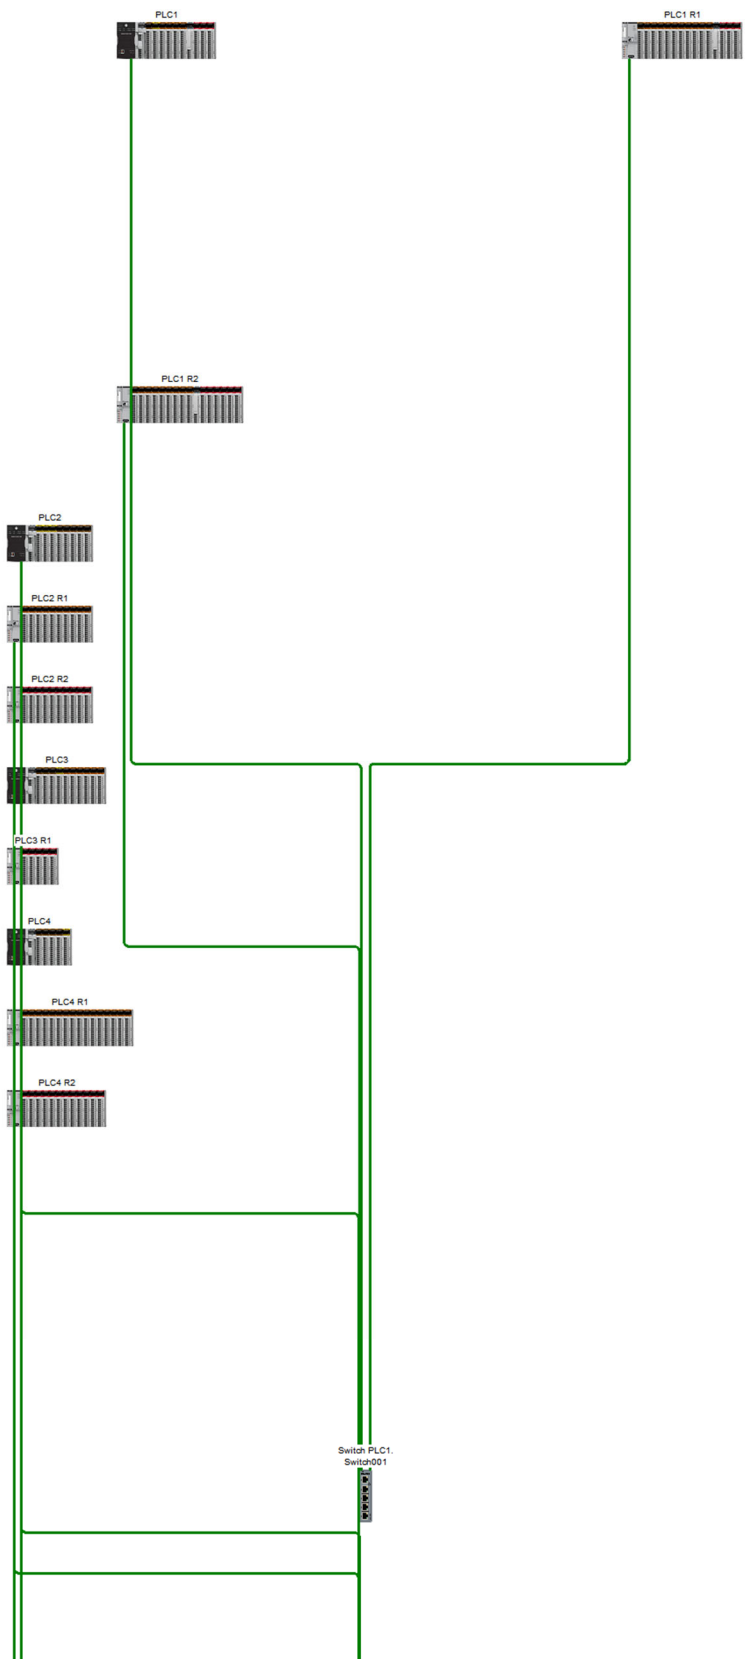 PLC1
PLC1 R1
PLC1 R2
PLC2
PLC2 R1
PLC2 R2
PLC3
PLC3 R1
PLC4
PLC4 R1
PLC4 R2
Switch PLC1.
Switch001